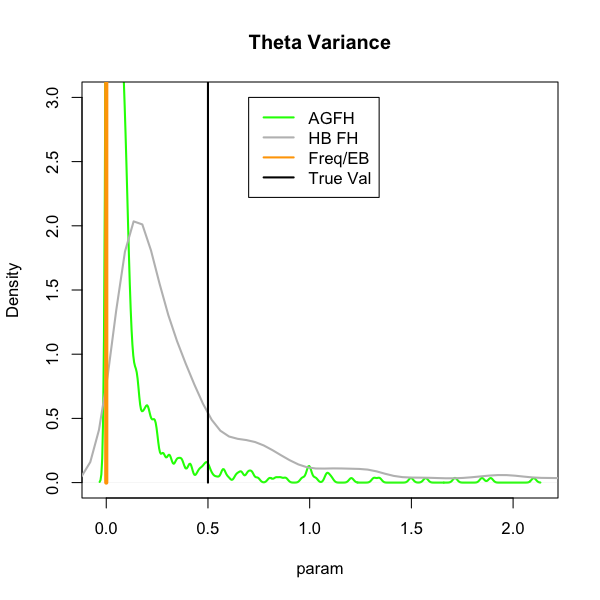 Theta Variance
3.0
2.5
2.0
1.5
1.0
0.5
0.0
Density
AGFH
HB FH
Freq/EB
True Val
0.0 0.5 1.0 1.5 2.0
param